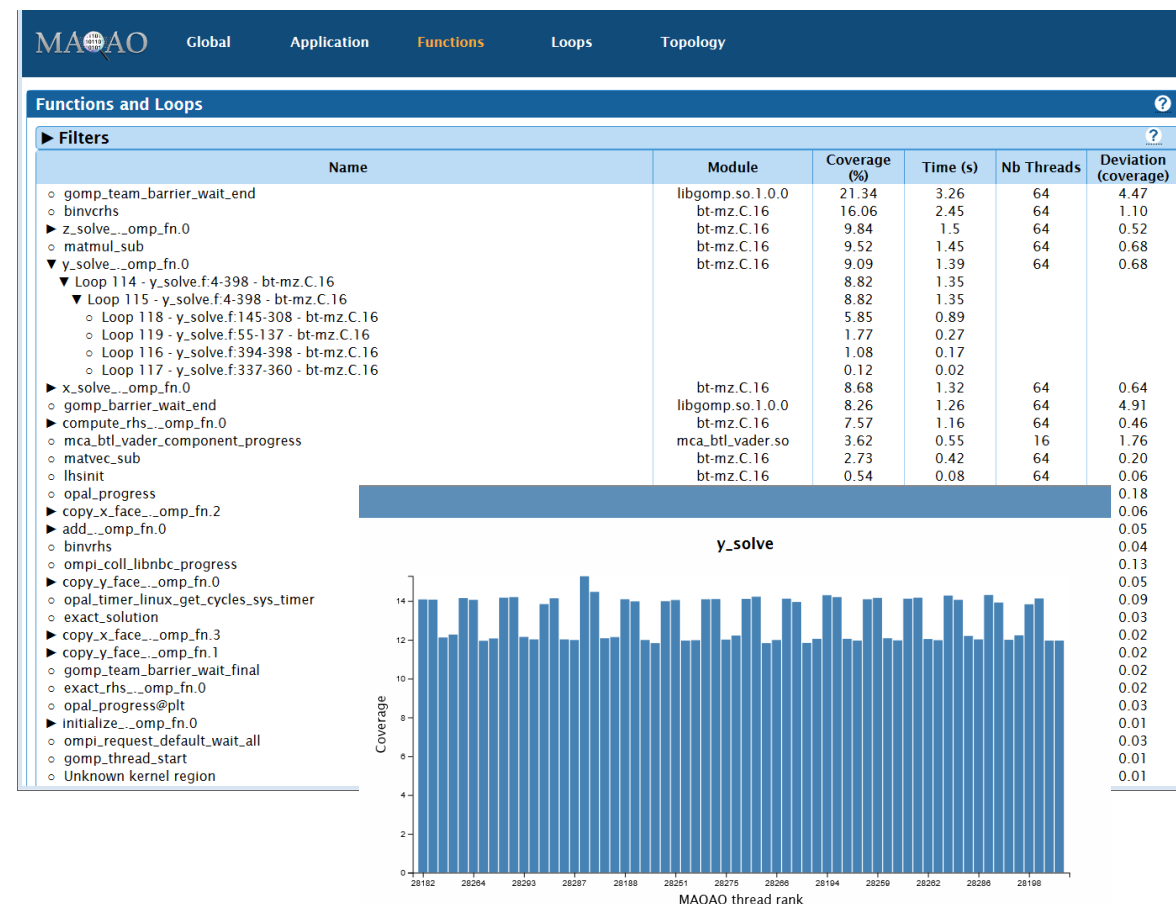 MAQAO Global Application Functions Loops Topology
Functions and Loops ?
▶ Filters ?
Name Module Coverage (%) Time (s) Nb Threads Deviation (coverage)
○ gomp_team_barrier_wait_end libgomp.so.1.0.0 21.34 3.26 64 4.47
○ binvcrhs bt-mz.C.16 16.06 2.45 64 1.10
▶ z_solve_._omp_fn.0 bt-mz.C.16 9.84 1.5 64 0.52
○ matmul_sub bt-mz.C.16 9.52 1.45 64 0.68
▼ y_solve_._omp_fn.0 bt-mz.C.16 9.09 1.39 64 0.68
▼ Loop 114 - y_solve.f:4-398 - bt-mz.C.16 8.82 1.35
▼ Loop 115 - y_solve.f:4-398 - bt-mz.C.16 8.82 1.35
○ Loop 118 - y_solve.f:145-308 - bt-mz.C.16 5.85 0.89
○ Loop 119 - y_solve.f:55-137 - bt-mz.C.16 1.77 0.27
○ Loop 116 - y_solve.f:394-398 - bt-mz.C.16 1.08 0.17
○ Loop 117 - y_solve.f:337-360 - bt-mz.C.16 0.12 0.02
▶ x_solve_._omp_fn.0 bt-mz.C.16 8.68 1.32 64 0.64
○ gomp_barrier_wait_end libgomp.so.1.0.0 8.26 1.26 64 4.91
▶ compute_rhs_._omp_fn.0 bt-mz.C.16 7.57 1.16 64 0.46
○ mca_btl_vader_component_progress mca_btl_vader.so 3.62 0.55 16 1.76
○ matvec_sub bt-mz.C.16 2.73 0.42 64 0.20
○ lhsinit bt-mz.C.16 0.54 0.08 64 0.06
○ opal_progress 0.18
▶ copy_x_face_._omp_fn.2 0.06
▶ add_._omp_fn.0 0.05
○ binvrhs 0.04
○ ompi_coll_libnbc_progress 0.13
▶ copy_y_face_._omp_fn.0 0.05
○ opal_timer_linux_get_cycles_sys_timer 0.09
○ exact_solution 0.03
▶ copy_x_face_._omp_fn.3 0.02
▶ copy_y_face_._omp_fn.1 0.02
○ gomp_team_barrier_wait_final 0.02
○ exact_rhs_._omp_fn.0 0.02
○ opal_progress@plt 0.03
▶ initialize_._omp_fn.0 0.01
○ ompi_request_default_wait_all 0.03
○ gomp_thread_start 0.01
○ Unknown kernel region 0.01
y_solve
14
12
10
8
6
4
2
0
Coverage
28182 28264 28293 28287 28188 28251 28275 28266 28194 28259 28262 28286 28198
MAQAO thread rank